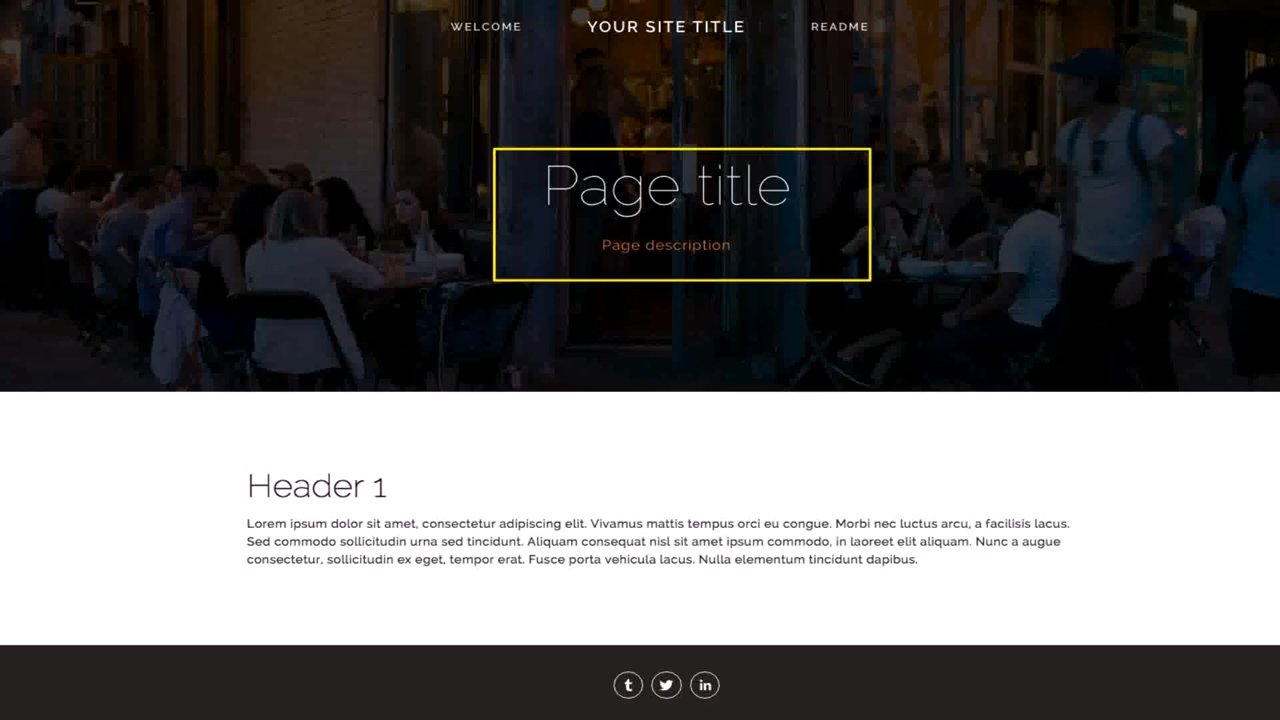 WELCOME YOUR SITE TITLE README
Page title
Page description
Header 1
Lorem ipsum dolor sit amet, consectetur adipiscing elit. Vivamus mattis tempus orci eu congue. Morbi nec luctus arcu, a facilisis lacus.
Sed commodo sollicitudin urna sed tincidunt. Aliquam consequat nisl sit amet ipsum commodo, in laoreet elit aliquam. Nunc a augue
consectetur, sollicitudin ex eget, tempor erat. Fusce porta vehicula lacus. Nulla elementum tincidunt dapibus.
t in